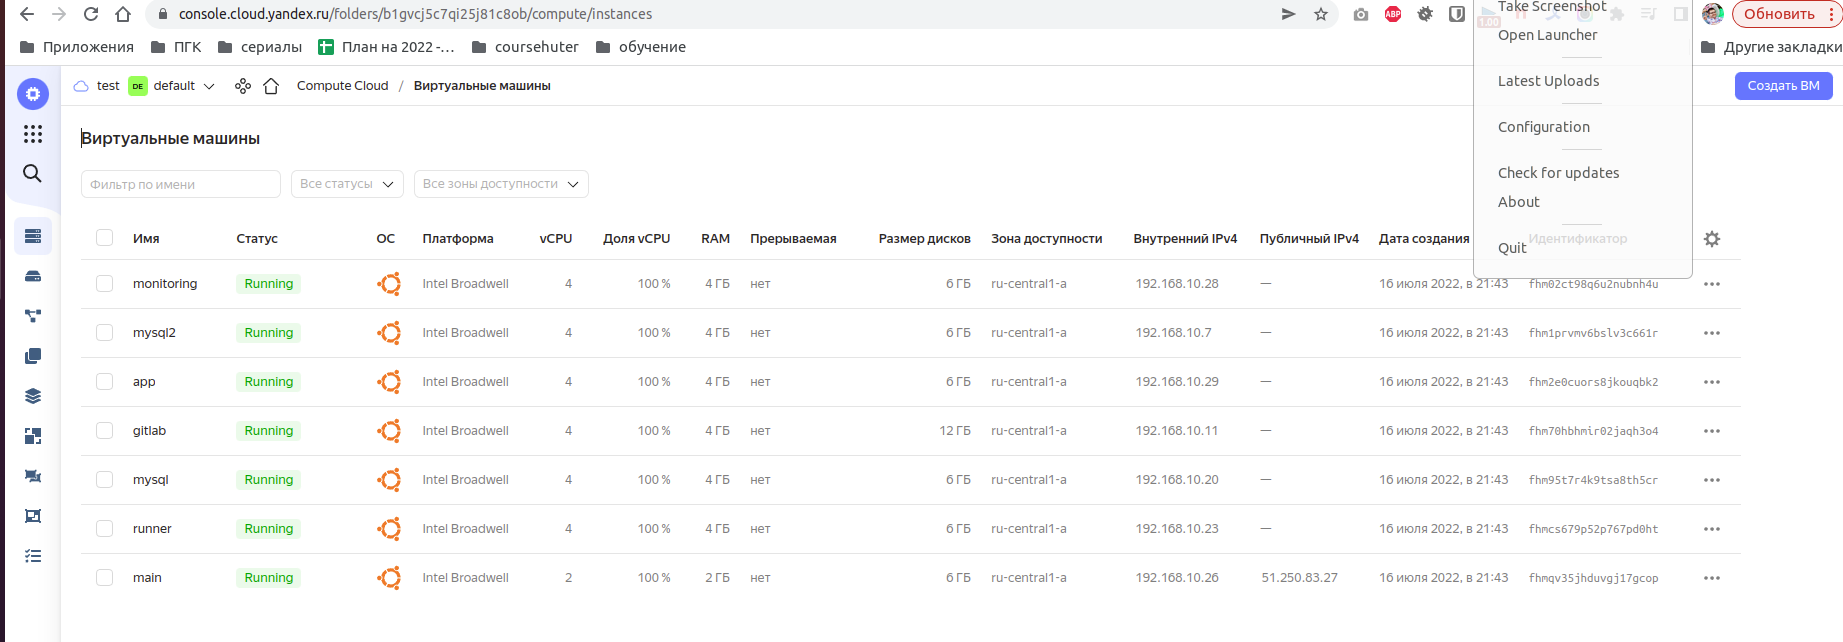 console.cloud.yandex.ru/folders/b1gvcj5c7qi25j81c8ob/compute/instances
ABP
1.00
Обновить
Приложения ПГК сериалы План на 2022 -... coursehuter обучение Другие закладки
Take Screenshot
Open Launcher
Latest Uploads
Configuration
Check for updates
About
Quit
test DE default Compute Cloud / Виртуальные машины Создать ВМ
Виртуальные машины
Фильтр по имени Все статусы Все зоны доступности
Имя Статус ОС Платформа vCPU Доля vCPU RAM Прерываемая Размер дисков Зона доступности Внутренний IPv4 Публичный IPv4 Дата создания Идентификатор
monitoring Running Intel Broadwell 4 100 % 4 ГБ нет 6 ГБ ru-central1-a 192.168.10.28 — 16 июля 2022, в 21:43 fhm02ct98q6u2nubnh4u
mysql2 Running Intel Broadwell 4 100 % 4 ГБ нет 6 ГБ ru-central1-a 192.168.10.7 — 16 июля 2022, в 21:43 fhm1prvmv6bslv3c661r
app Running Intel Broadwell 4 100 % 4 ГБ нет 6 ГБ ru-central1-a 192.168.10.29 — 16 июля 2022, в 21:43 fhm2e0cuors8jkouqbk2
gitlab Running Intel Broadwell 4 100 % 4 ГБ нет 12 ГБ ru-central1-a 192.168.10.11 — 16 июля 2022, в 21:43 fhm70hbhmir02jaqh3o4
mysql Running Intel Broadwell 4 100 % 4 ГБ нет 6 ГБ ru-central1-a 192.168.10.20 — 16 июля 2022, в 21:43 fhm95t7r4k9tsa8th5cr
runner Running Intel Broadwell 4 100 % 4 ГБ нет 6 ГБ ru-central1-a 192.168.10.23 — 16 июля 2022, в 21:43 fhmcs679p52p767pd0ht
main Running Intel Broadwell 2 100 % 2 ГБ нет 6 ГБ ru-central1-a 192.168.10.26 51.250.83.27 16 июля 2022, в 21:43 fhmqv35jhduvgj17gcop